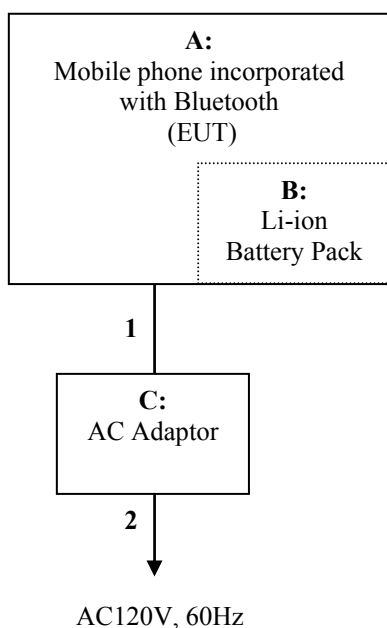 A:
Mobile phone incorporated
with Bluetooth
(EUT)
B:
Li-ion
Battery Pack
1
C:
AC Adaptor
2
AC120V, 60Hz